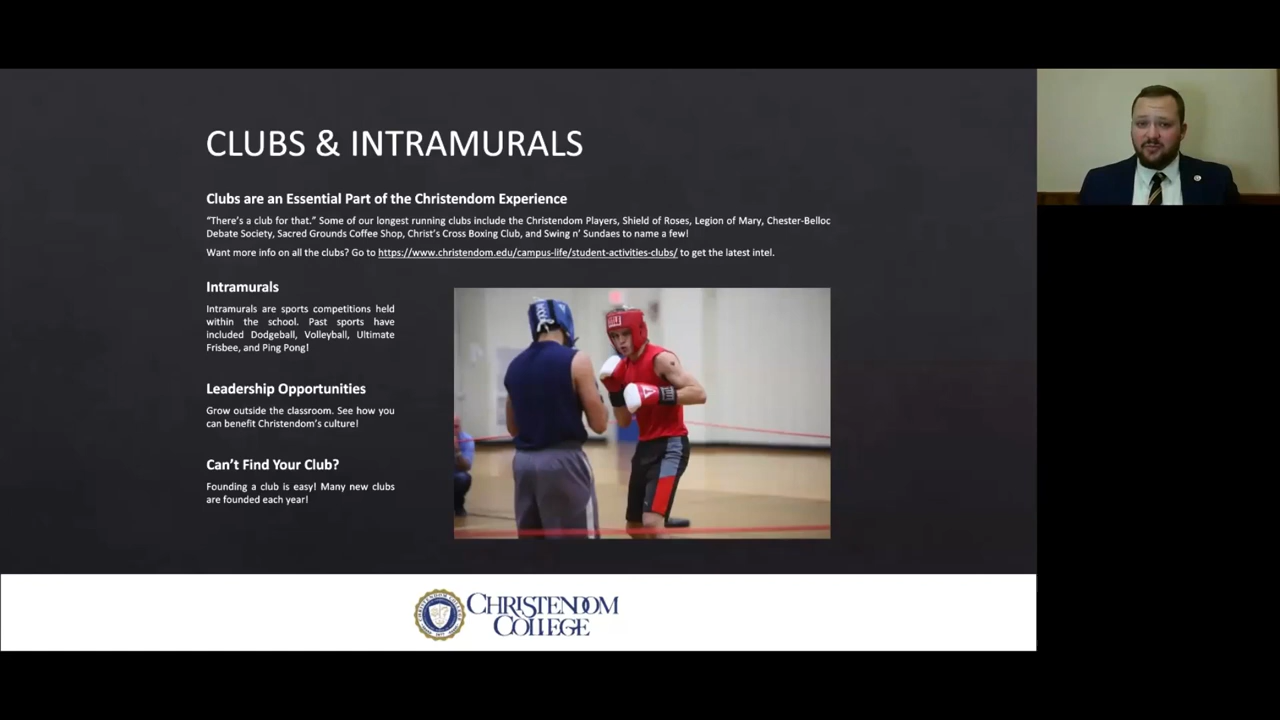 CLUBS & INTRAMURALS
Clubs are an Essential Part of the Christendom Experience
“There’s a club for that.” Some of our longest running clubs include the Christendom Players, Shield of Roses, Legion of Mary, Chester-Belloc
Debate Society, Sacred Grounds Coffee Shop, Christ’s Cross Boxing Club, and Swing n’ Sundaes to name a few!
Want more info on all the clubs? Go to https://www.christendom.edu/campus-life/student-activities-clubs/ to get the latest intel.
Intramurals
Intramurals are sports competitions held
within the school. Past sports have
included Dodgeball, Volleyball, Ultimate
Frisbee, and Ping Pong!
Leadership Opportunities
Grow outside the classroom. See how you
can benefit Christendom’s culture!
Can’t Find Your Club?
Founding a club is easy! Many new clubs
are founded each year!
CHRISTENDOM
COLLEGE